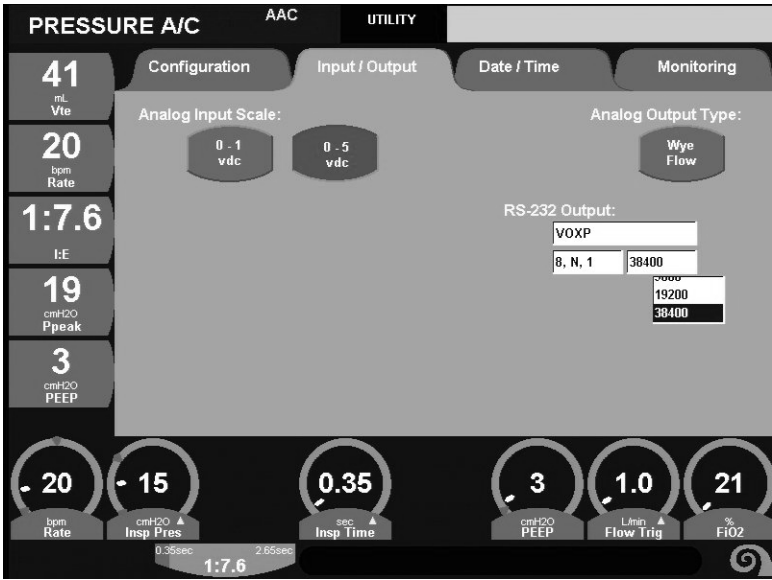 PRESSURE A/C
AAC
UTILITY
Configuration
Input / Output
Date / Time
Monitoring
41
mL
Vte
20
bpm
Rate
1:7.6
I:E
19
cmH2O
Ppeak
3
cmH2O
PEEP
Analog Input Scale:
0 - 1
vdc
0 - 5
vdc
Analog Output Type:
Wye
Flow
RS-232 Output:
VOXP
8, N, 1
38400
19200
38400
20
bpm
Rate
15
cmH2O
Insp Pres
0.35
sec
Insp Time
3
cmH2O
PEEP
1.0
L/min
Flow Trig
21
%
FiO2
0.35sec
2.65sec
1:7.6